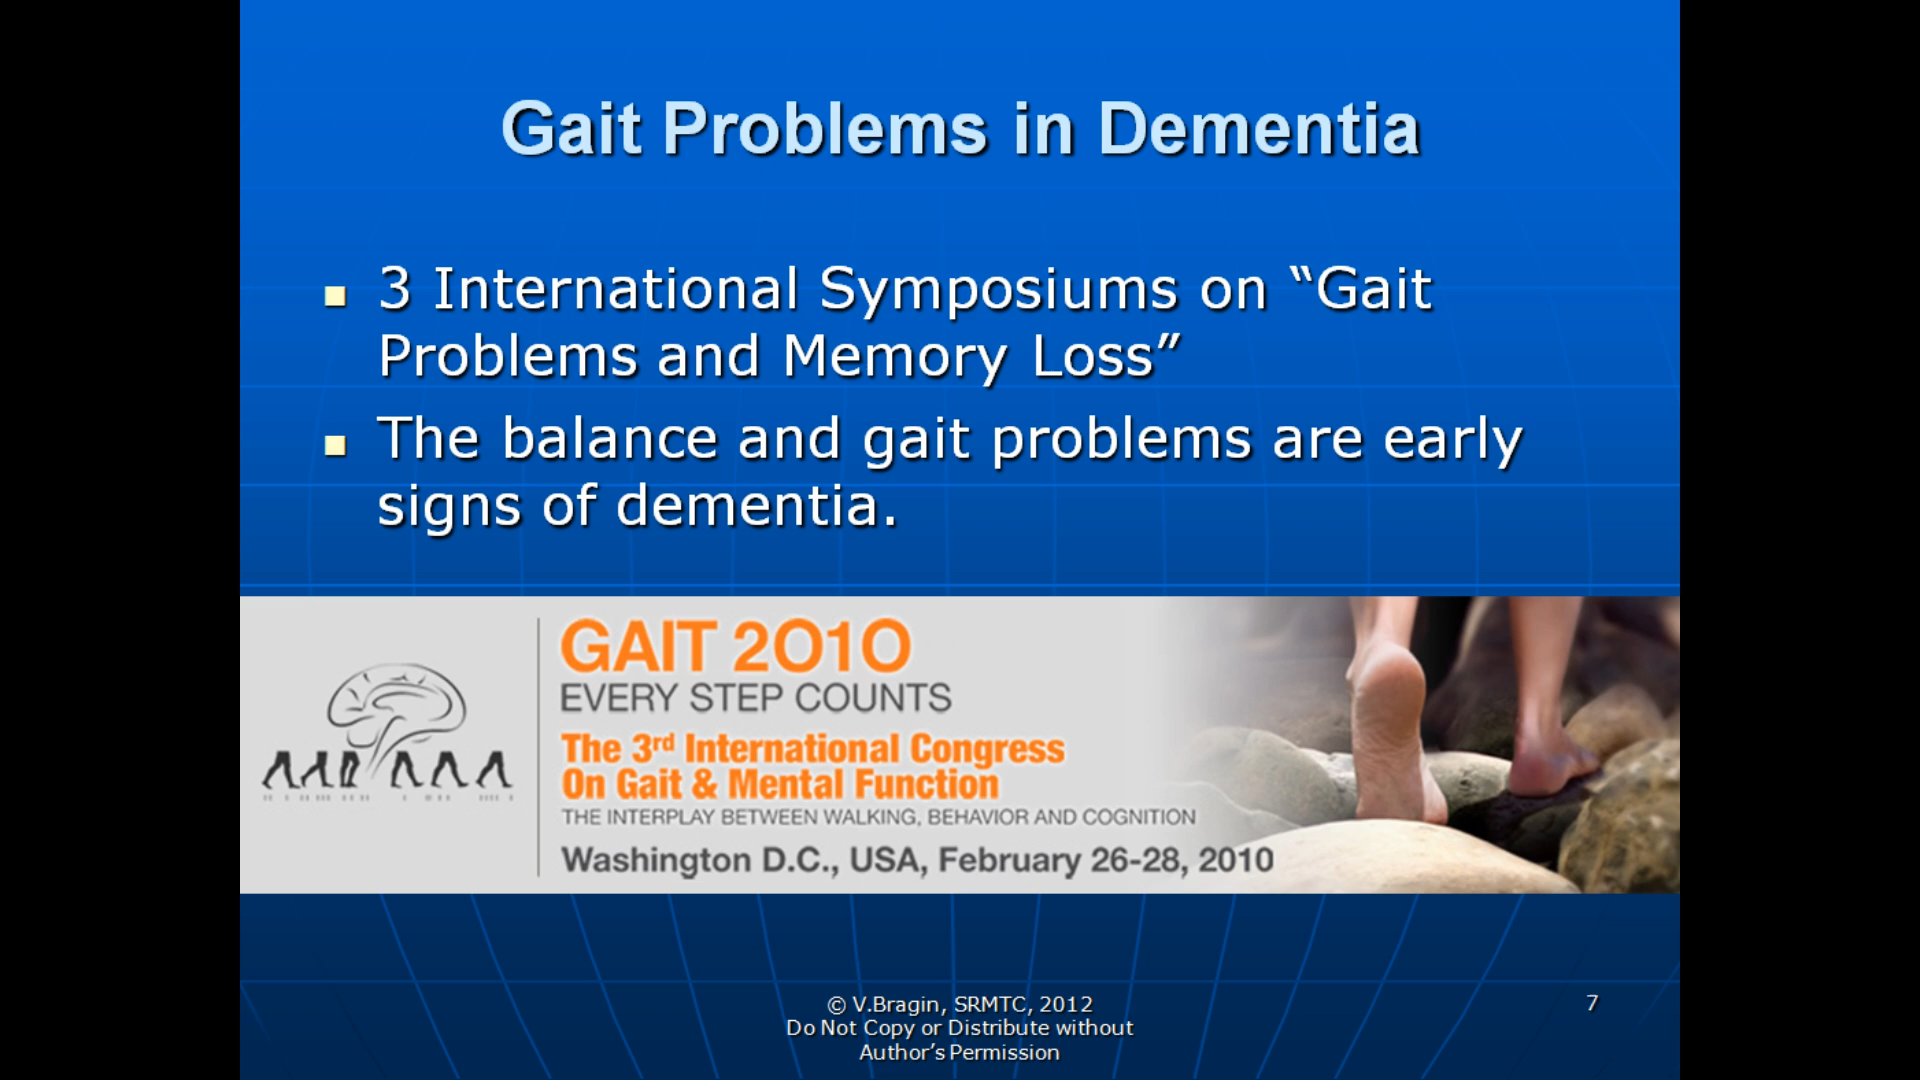 Gait Problems in Dementia
3 International Symposiums on “Gait
Problems and Memory Loss”
The balance and gait problems are early
signs of dementia.
GAIT 2010
EVERY STEP COUNTS
The 3rd International Congress
On Gait & Mental Function
THE INTERPLAY BETWEEN WALKING, BEHAVIOR AND COGNITION
Washington D.C., USA, February 26-28, 2010
© V.Bragin, SRMTC, 2012
Do Not Copy or Distribute without
Author’s Permission
7